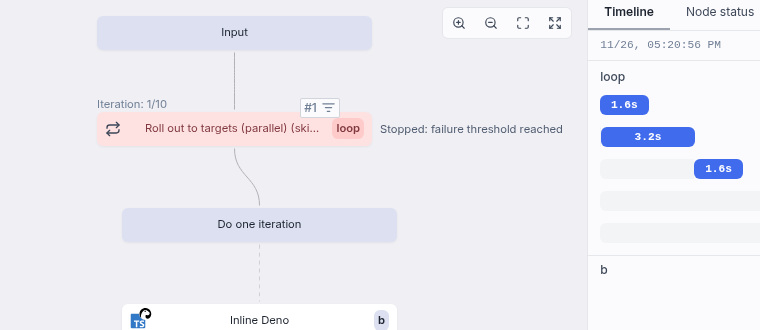 Input
Iteration: 1/10
#1
Roll out to targets (parallel) (ski...
loop
Stopped: failure threshold reached
Do one iteration
TS
Inline Deno
b
Timeline
Node status
11/26, 05:20:56 PM
loop
1.6s
3.2s
1.6s
b